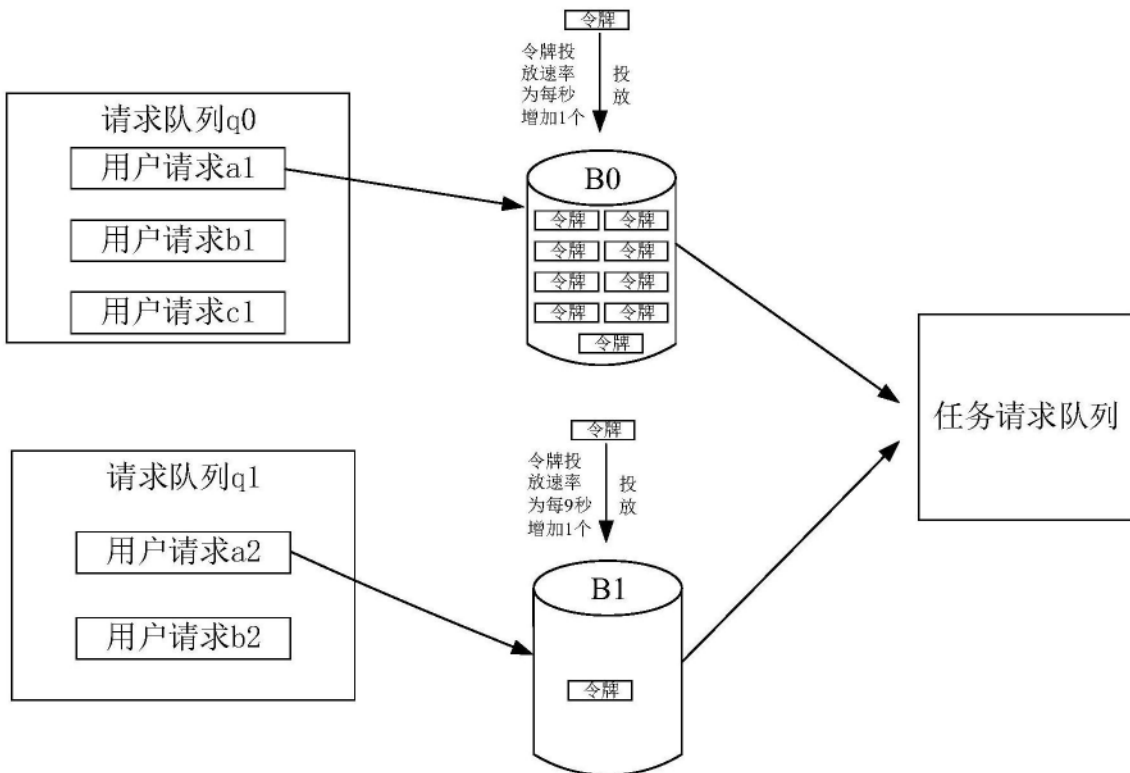 令牌
令牌投
放速率
为每秒
增加1个
投
放
请求队列q0
用户请求a1
用户请求b1
用户请求c1
B0
令牌 令牌
令牌 令牌
令牌 令牌
令牌 令牌
令牌
任务请求队列
令牌
令牌投
放速率
为每9秒
增加1个
投
放
请求队列q1
用户请求a2
用户请求b2
B1
令牌